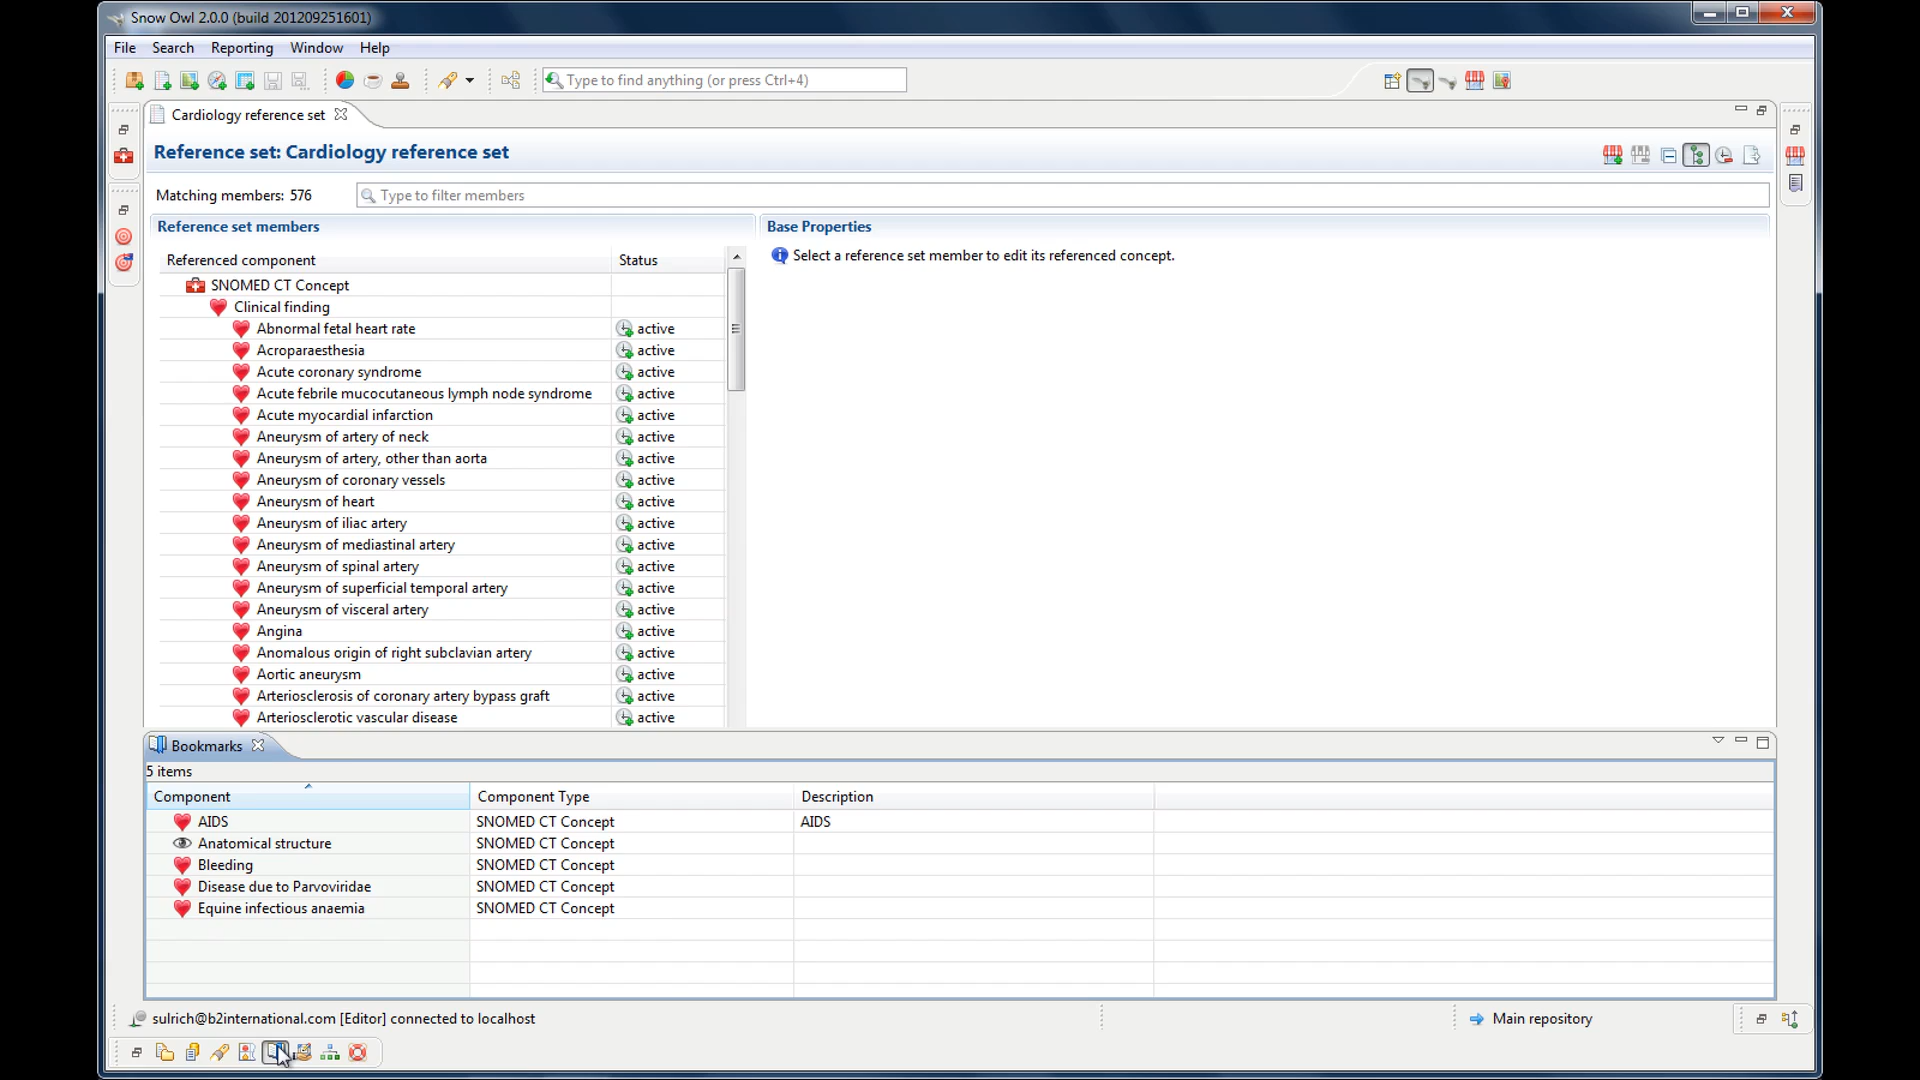 Snow Owl 2.0.0 (build 201209251601)
File Search Reporting Window Help
Type to find anything (or press Ctrl+4)
Cardiology reference set
Reference set: Cardiology reference set
Matching members: 576 Type to filter members
Reference set members Base Properties
Select a reference set member to edit its referenced concept.
Referenced component Status
SNOMED CT Concept
Clinical finding
Abnormal fetal heart rate active
Acroparaesthesia active
Acute coronary syndrome active
Acute febrile mucocutaneous lymph node syndrome active
Acute myocardial infarction active
Aneurysm of artery of neck active
Aneurysm of artery, other than aorta active
Aneurysm of coronary vessels active
Aneurysm of heart active
Aneurysm of iliac artery active
Aneurysm of mediastinal artery active
Aneurysm of spinal artery active
Aneurysm of superficial temporal artery active
Aneurysm of visceral artery active
Angina active
Anomalous origin of right subclavian artery active
Aortic aneurysm active
Arteriosclerosis of coronary artery bypass graft active
Arteriosclerotic vascular disease active
Bookmarks
5 items
Component Component Type Description
AIDS SNOMED CT Concept AIDS
Anatomical structure SNOMED CT Concept
Bleeding SNOMED CT Concept
Disease due to Parvoviridae SNOMED CT Concept
Equine infectious anaemia SNOMED CT Concept
sulrich@b2international.com [Editor] connected to localhost Main repository